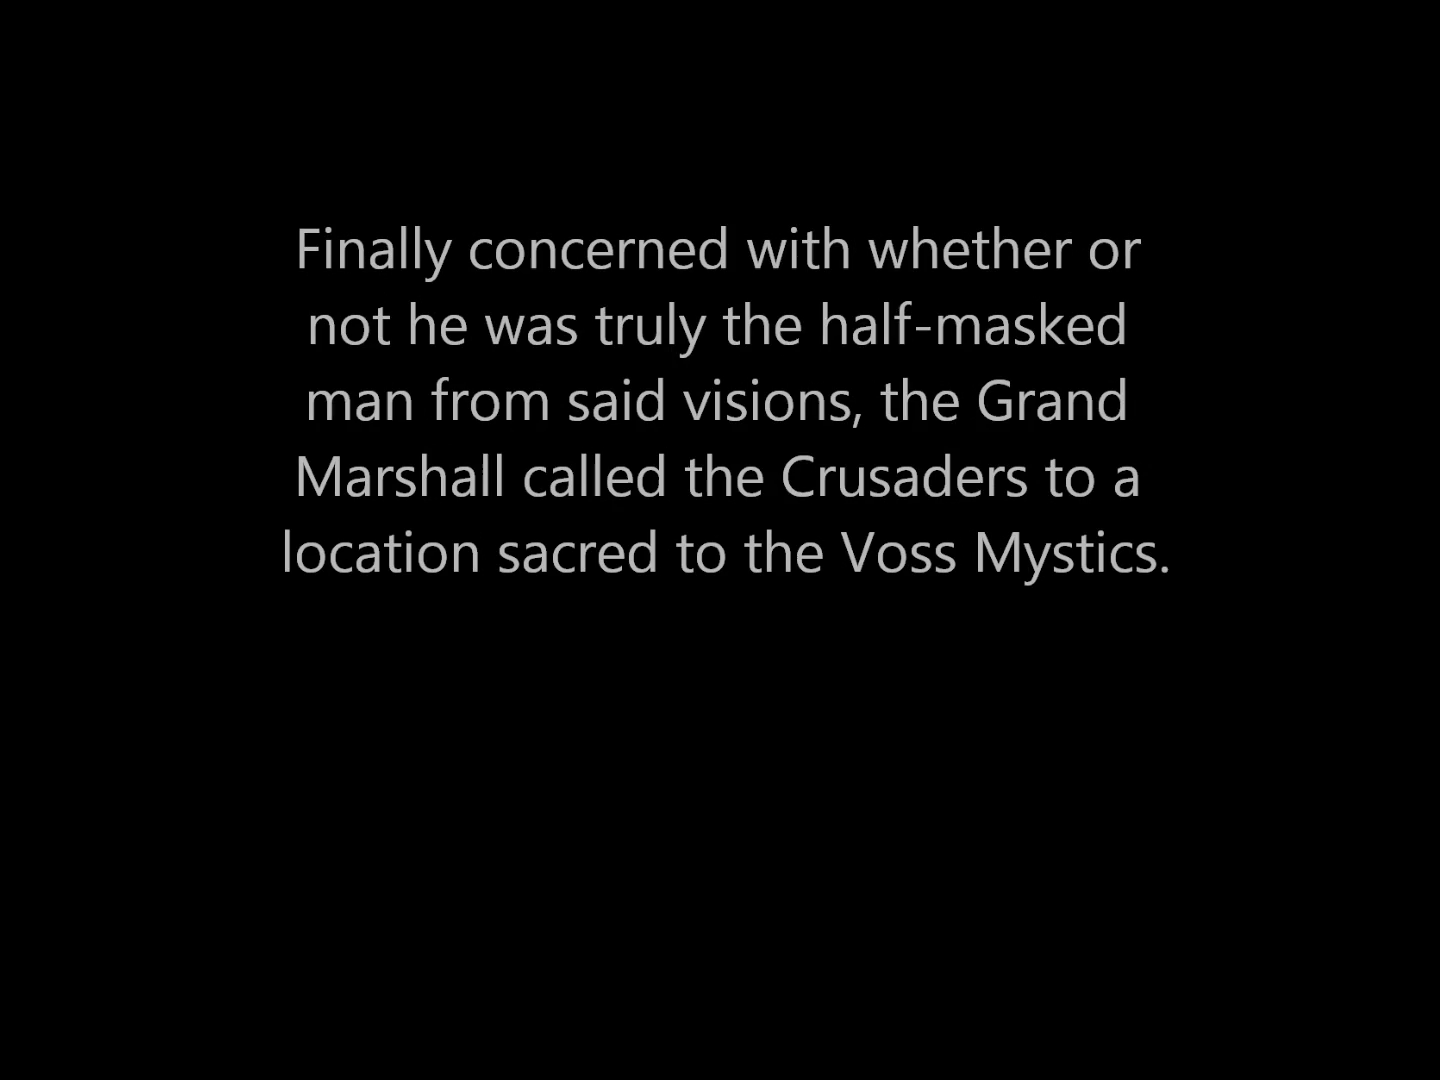 Finally concerned with whether or
not he was truly the half-masked
man from said visions, the Grand
Marshall called the Crusaders to a
location sacred to the Voss Mystics.